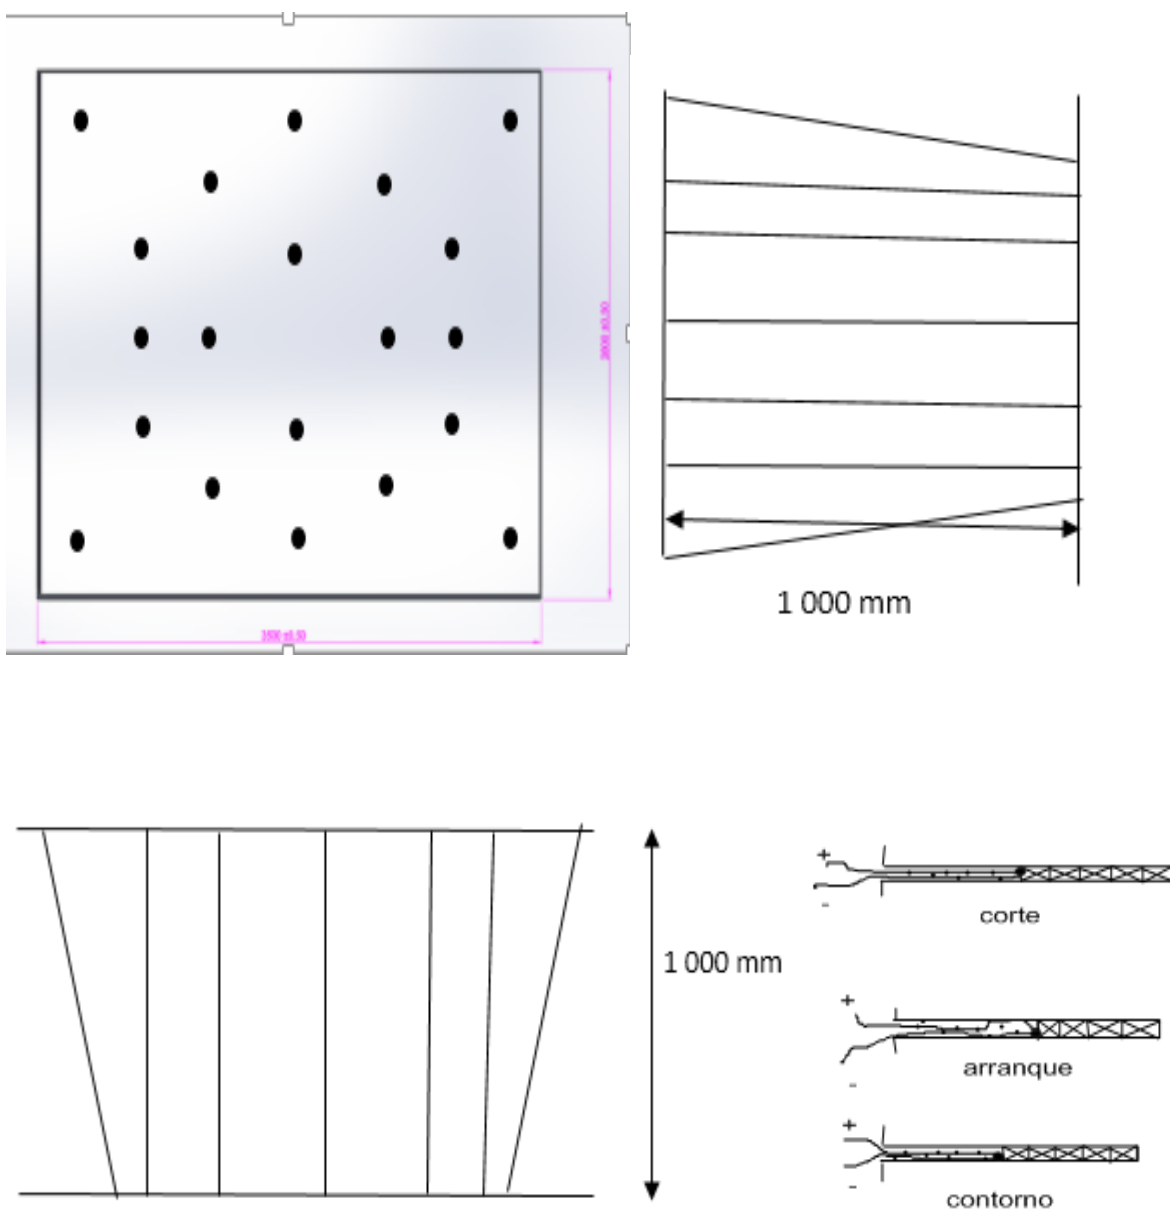 1 000 mm
1 000 mm
+
-
corte
+
-
arranque
+
-
contorno